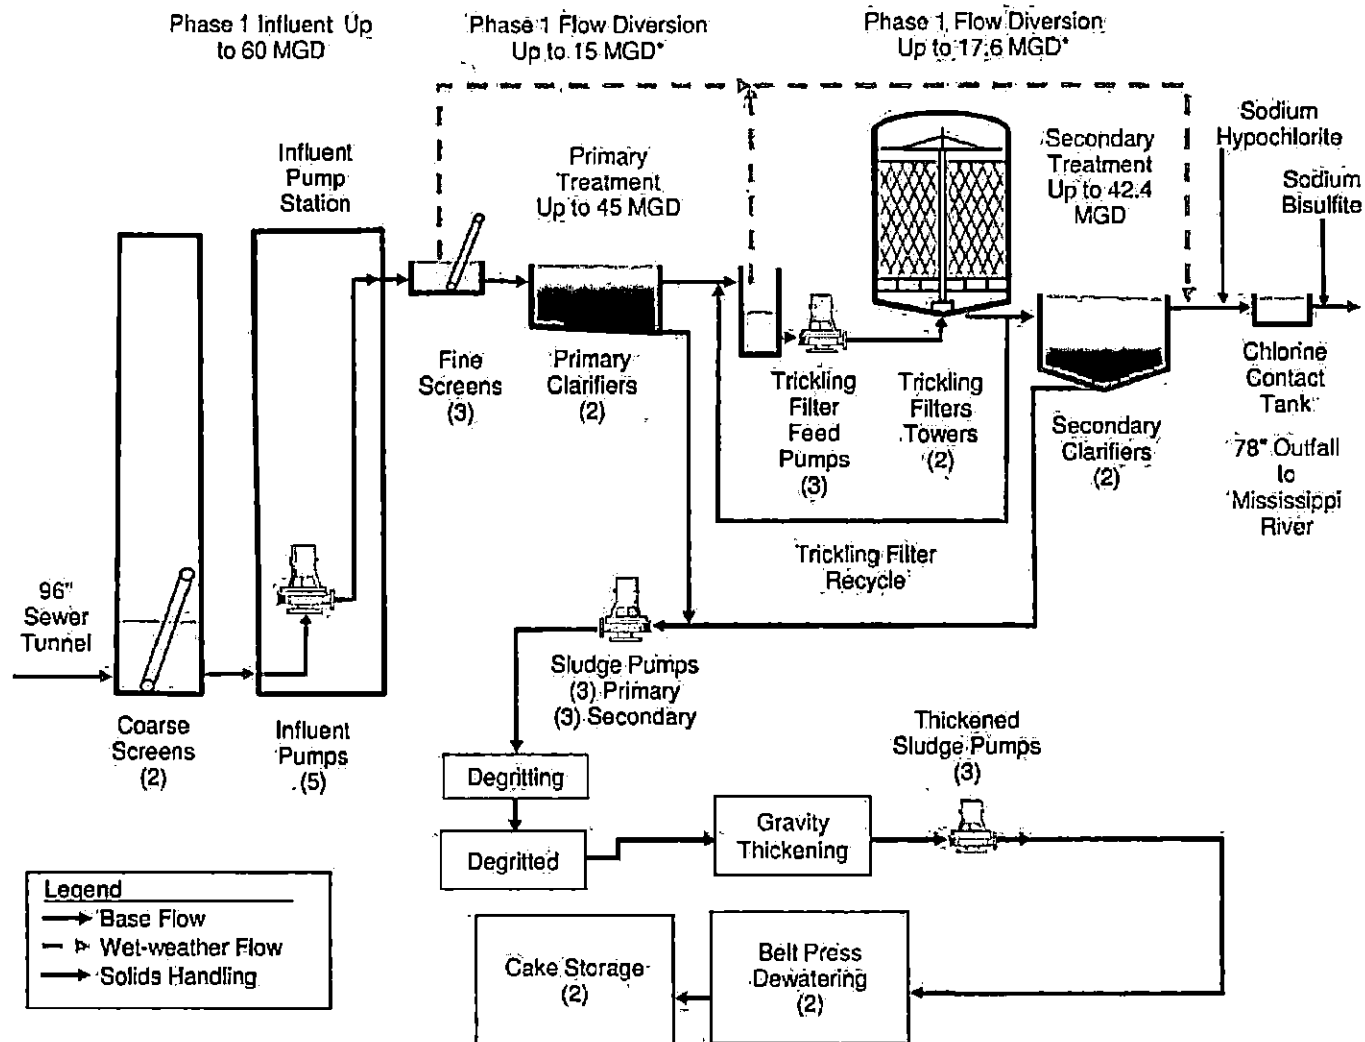 Phase 1 Influent Up
to 60 MGD
Phase 1 Flow Diversion
Up to 15 MGD*
Phase 1 Flow Diversion
Up to 17.6 MGD*
Influent
Pump
Station
Primary
Treatment
Up to 45 MGD
Secondary
Treatment
Up to 42.4
MGD
Sodium
Hypochlorite
Sodium
Bisulfite
Fine
Screens
(3)
Primary
Clarifiers
(2)
Trickling
Filter
Feed
Pumps
(3)
Trickling
Filters
Towers
(2)
Secondary
Clarifiers
(2)
Chlorine
Contact
Tank
78" Outfall
to
Mississippi
River
Trickling Filter
Recycle
96"
Sewer
Tunnel
Coarse
Screens
(2)
Influent
Pumps
(5)
Sludge Pumps
(3) Primary
(3) Secondary
Thickened
Sludge Pumps
(3)
Degritting
Degritted
Gravity
Thickening
Belt Press
Dewatering
(2)
Cake Storage
(2)
Legend
Base Flow
Wet-weather Flow
Solids Handling